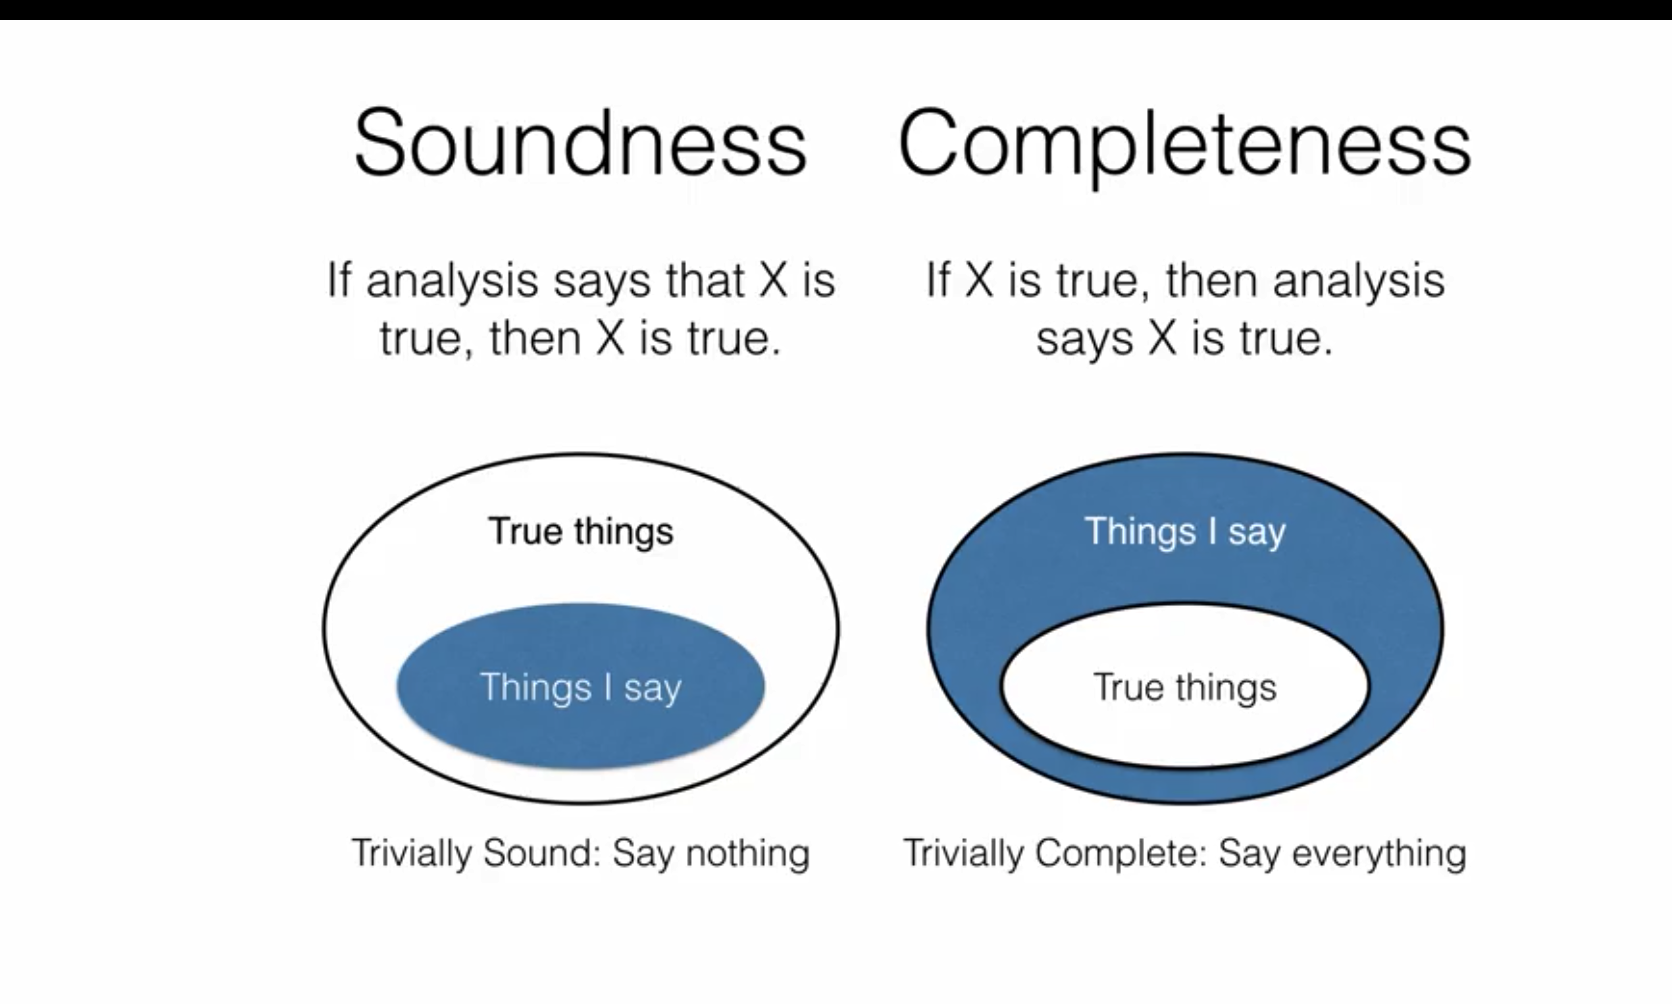 Soundness
If analysis says that X is
true, then X is true.
True things
Things I say
Trivially Sound: Say nothing
Completeness
If X is true, then analysis
says X is true.
Things I say
True things
Trivially Complete: Say everything